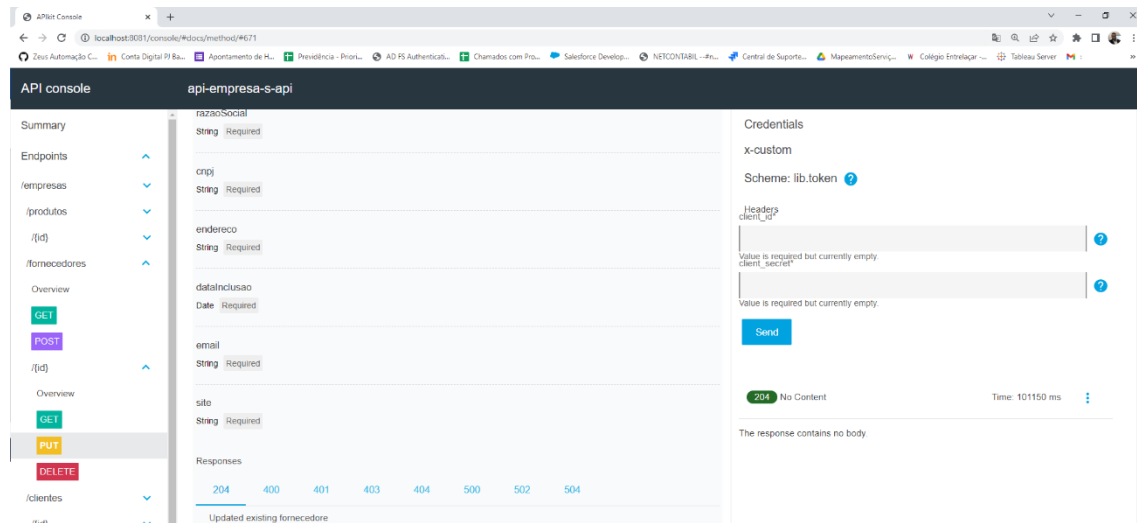 APIkit Console
localhost:8081/console/#docs/method/#671
Zeus Automação C...
Conta Digital PJ Ba...
Apontamento de H...
Previdência - Priori...
AD FS Authenticati...
Chamados com Pro...
Salesforce Develop...
NETCONTABIL --#n...
Central de Suporte...
MapeamentoServiç...
Colégio Entrelaçar -...
Tableau Server
API console
api-empresa-s-api
Summary
Endpoints
/empresas
/produtos
/{id}
/fornecedores
Overview
GET
POST
/{id}
Overview
GET
PUT
DELETE
/clientes
/{id}
razaoSocial
String Required
cnpj
String Required
endereco
String Required
dataInclusao
Date Required
email
String Required
site
String Required
Responses
204 400 401 403 404 500 502 504
Updated existing fornecedore
Credentials
x-custom
Scheme: lib.token
Headers
client_id*
Value is required but currently empty.
client_secret*
Value is required but currently empty.
Send
204 No Content
Time: 101150 ms
The response contains no body.